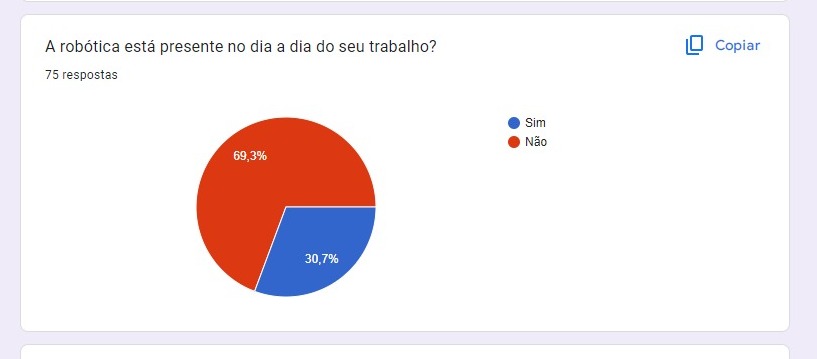 A robótica está presente no dia a dia do seu trabalho?
Copiar
75 respostas
Sim
Não
69,3%
30,7%